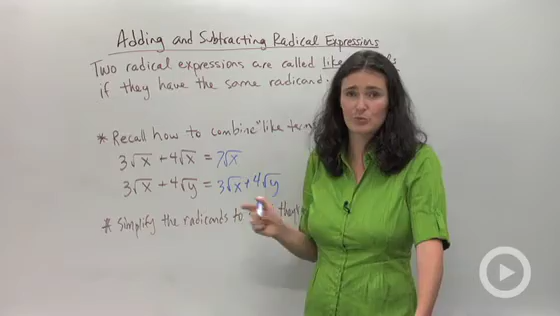 Adding and Subtracting Radical Expressions
Two radical expressions are called like
if they have the same radicand.
* Recall how to combine "like
3√x + 4√x = 7√x
3√x + 4√y = 3√x + 4√y
* Simplify the radicands to